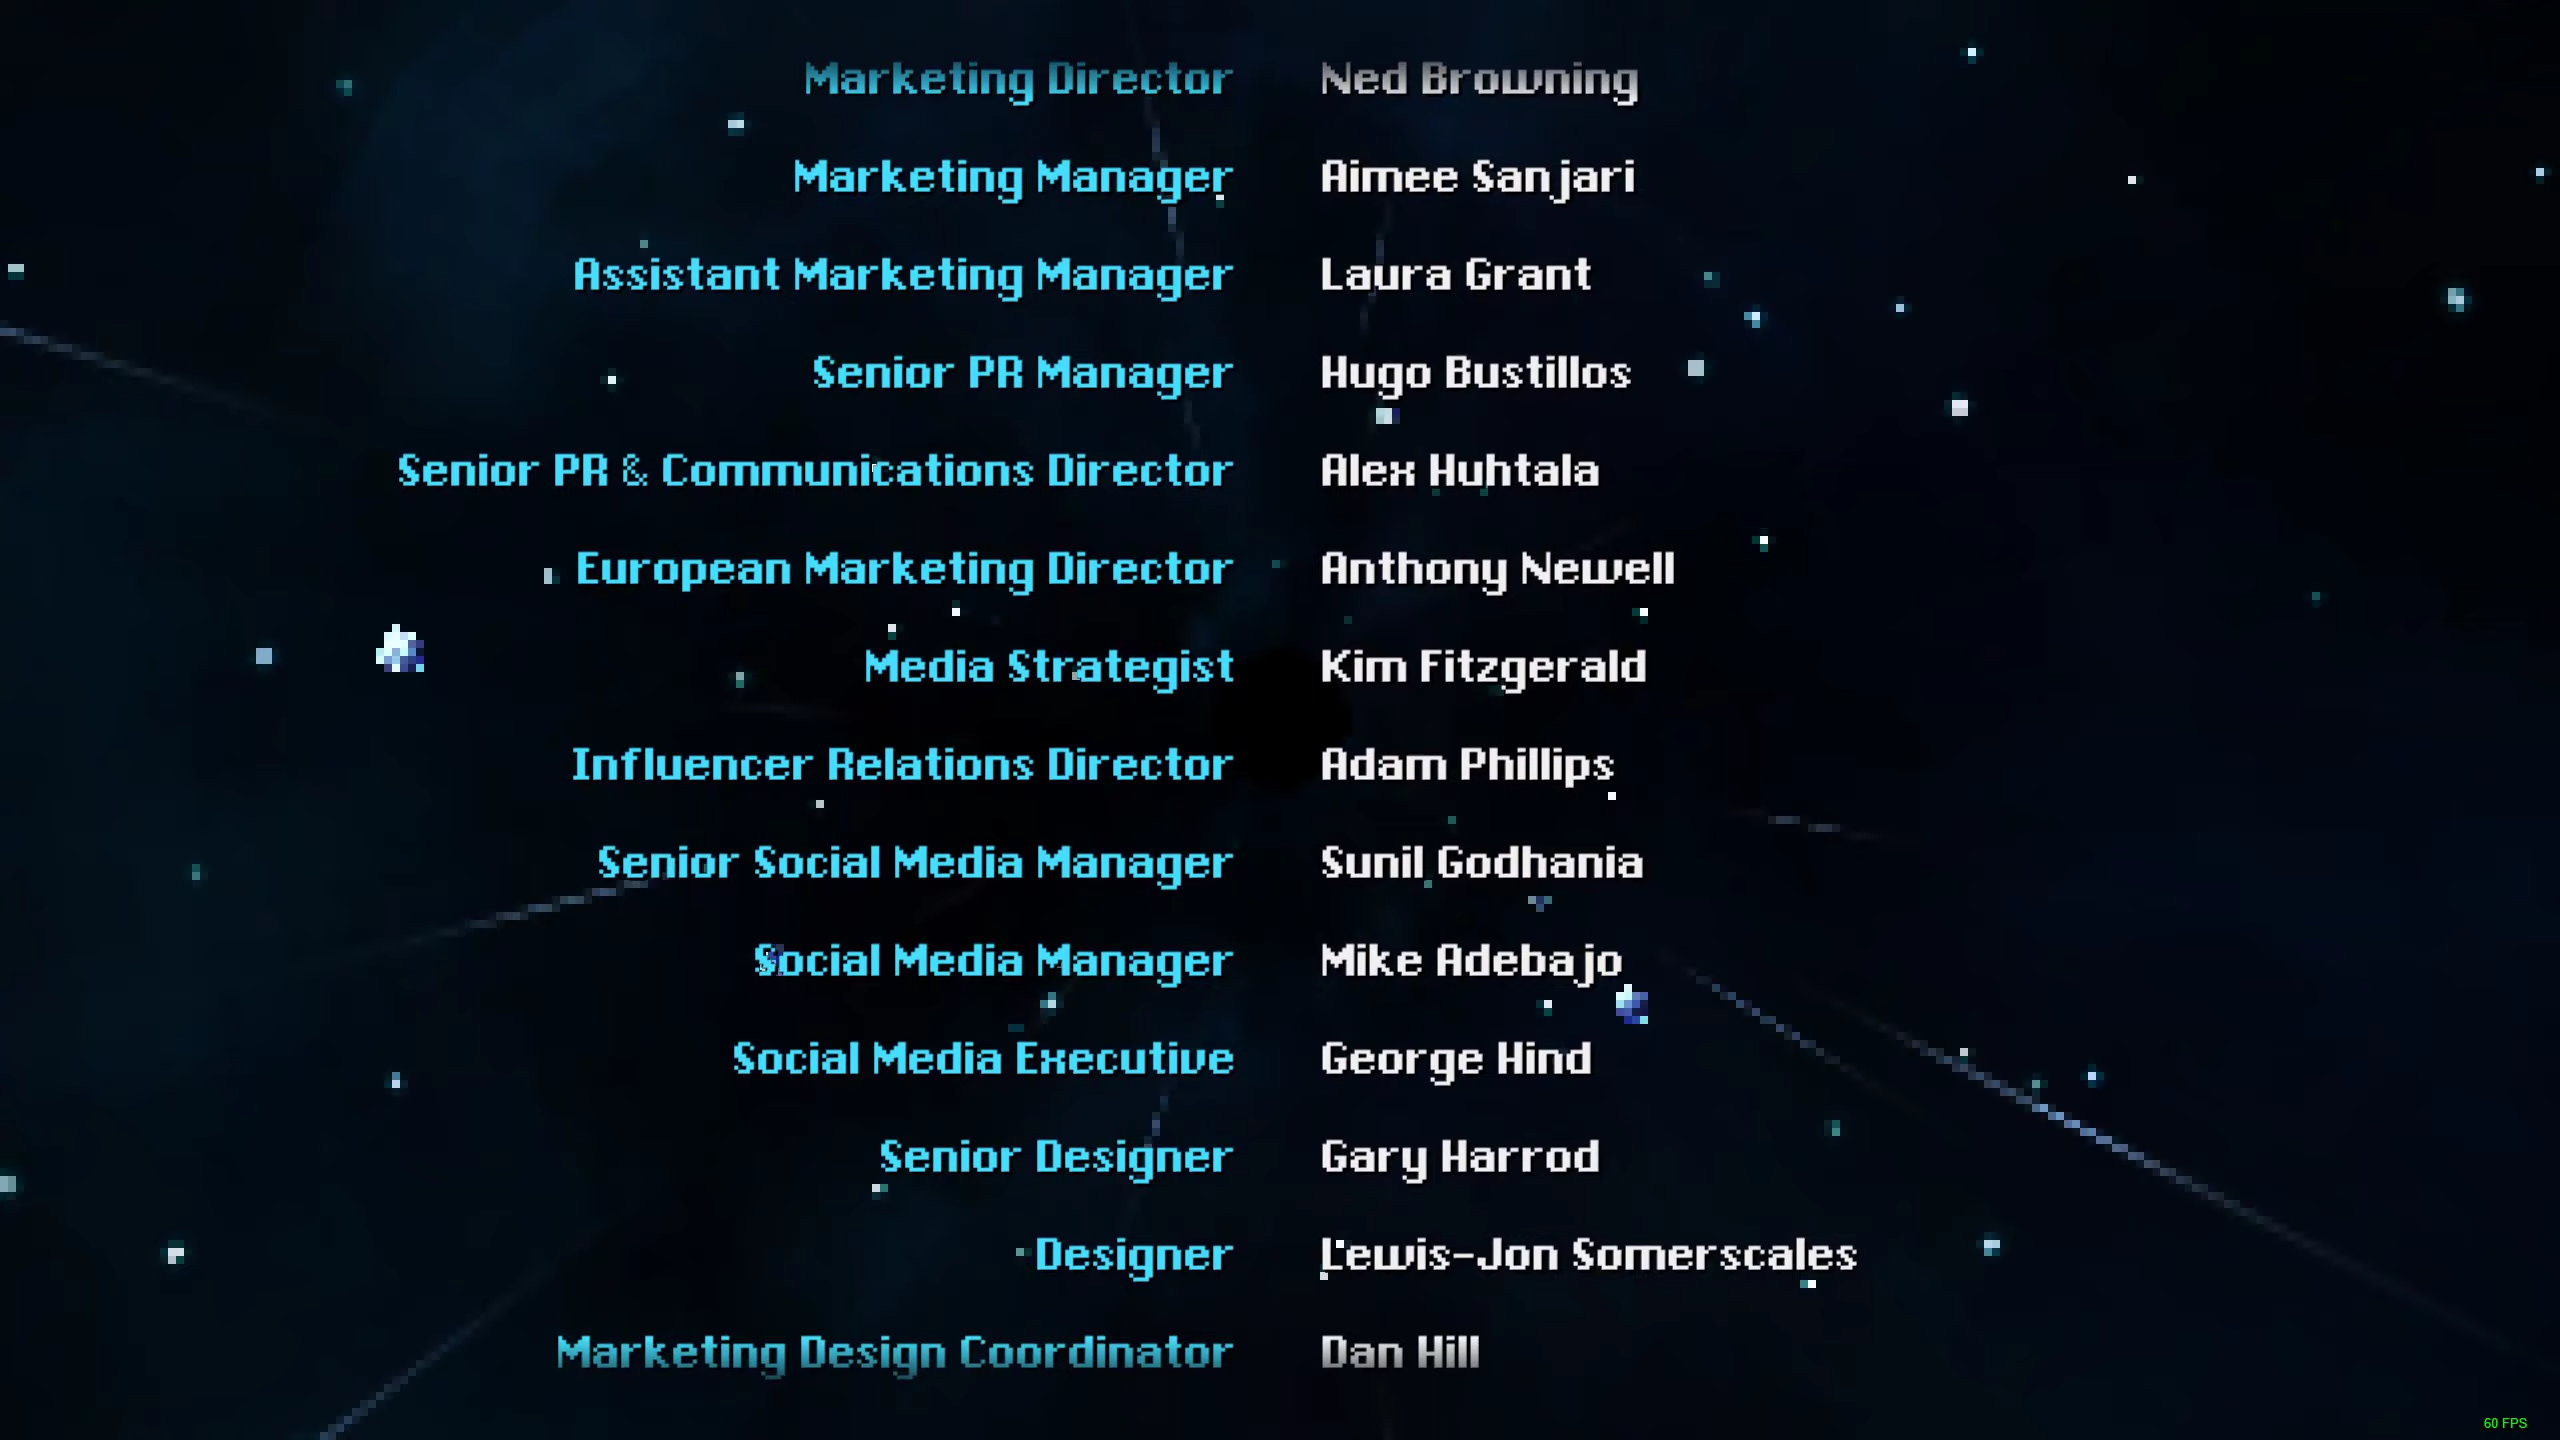 Marketing Director Ned Browning
Marketing Manager Aimee Sanjari
Assistant Marketing Manager Laura Grant
Senior PR Manager Hugo Bustillos
Senior PR & Communications Director Alex Huhtala
European Marketing Director Anthony Newell
Media Strategist Kim Fitzgerald
Influencer Relations Director Adam Phillips
Senior Social Media Manager Sunil Godhania
Social Media Manager Mike Adebajo
Social Media Executive George Hind
Senior Designer Gary Harrod
Designer Lewis-Jon Somerscales
Marketing Design Coordinator Dan Hill
60 FPS